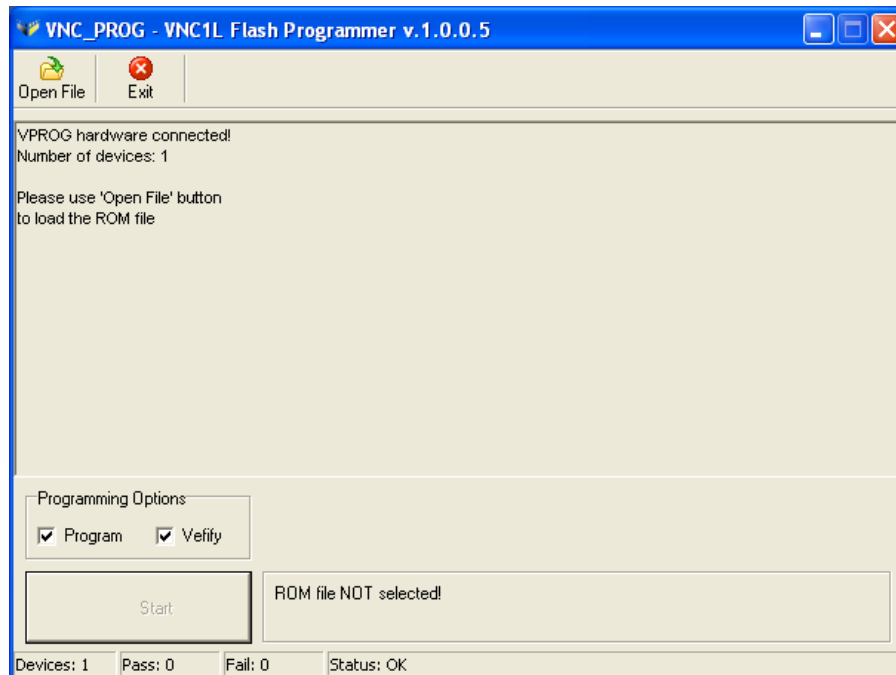 VNC_PROG - VNC1L Flash Programmer v.1.0.0.5
Open File Exit
VPROG hardware connected!
Number of devices: 1
Please use 'Open File' button
to load the ROM file
Programming Options
Program Vefify
Start
ROM file NOT selected!
Devices: 1 Pass: 0 Fail: 0 Status: OK